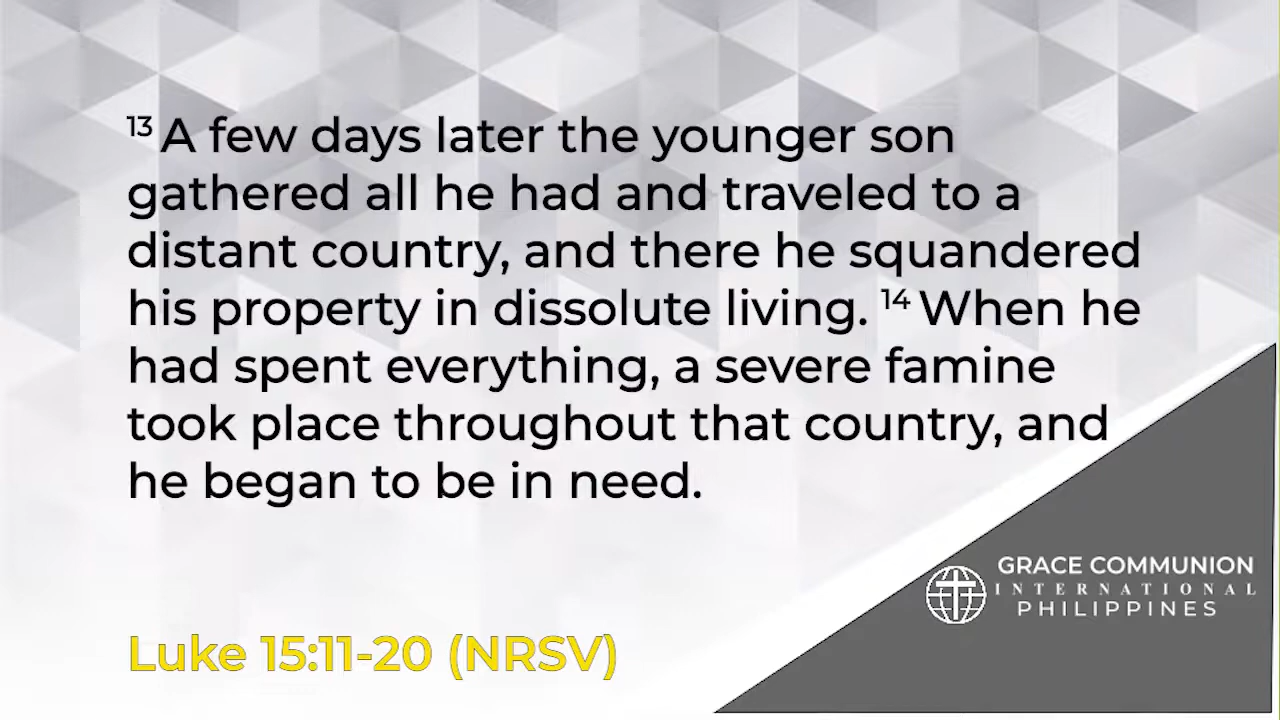 13 A few days later the younger son
gathered all he had and traveled to a
distant country, and there he squandered
his property in dissolute living. 14 When he
had spent everything, a severe famine
took place throughout that country, and
he began to be in need.
GRACE COMMUNION
INTERNATIONAL
PHILIPPINES
Luke 15:11-20 (NRSV)